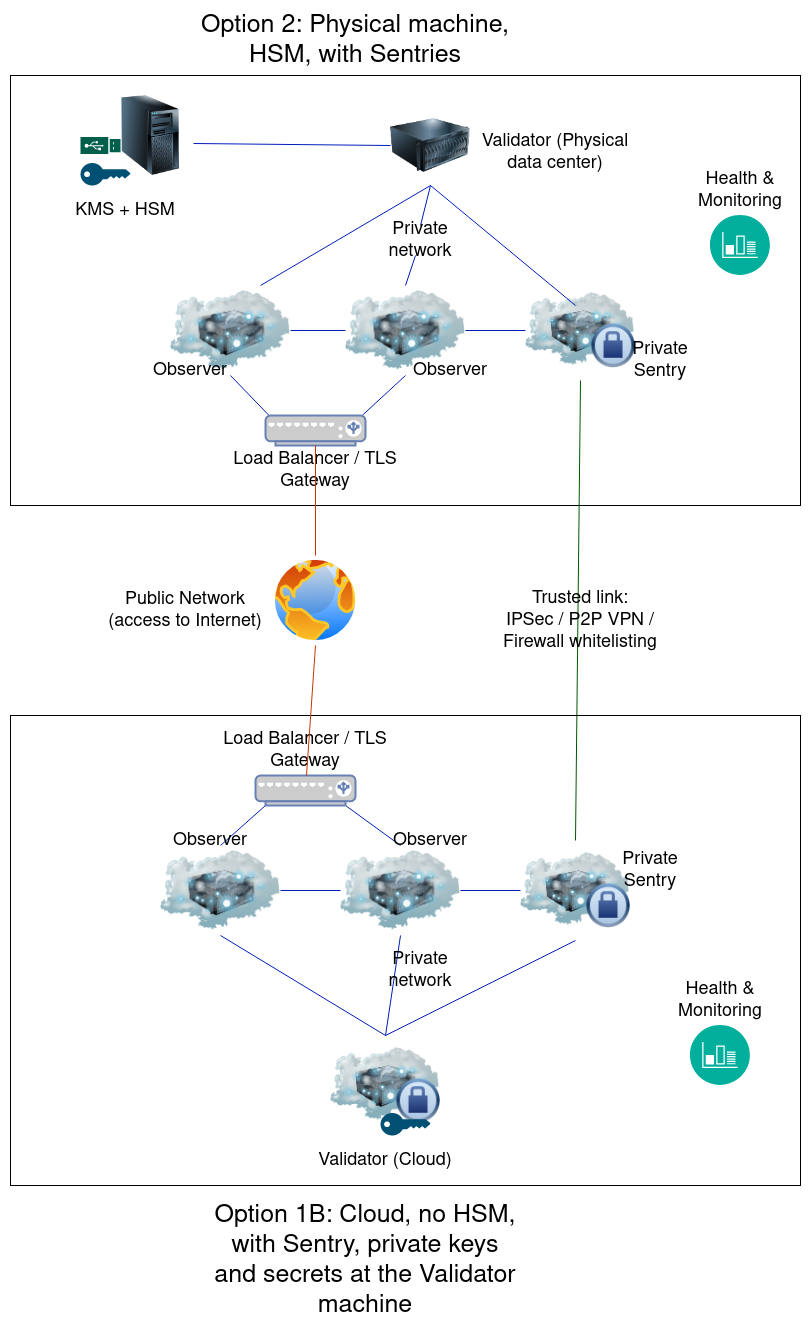 Option 2: Physical machine,
HSM, with Sentries
Validator (Physical
data center)
KMS + HSM
Health &
Monitoring
Private
network
Observer
Observer
Private
Sentry
Load Balancer / TLS
Gateway
Public Network
(access to Internet)
Trusted link:
IPSec / P2P VPN /
Firewall whitelisting
Load Balancer / TLS
Gateway
Observer
Observer
Private
Sentry
Private
network
Health &
Monitoring
Validator (Cloud)
Option 1B: Cloud, no HSM,
with Sentry, private keys
and secrets at the Validator
machine